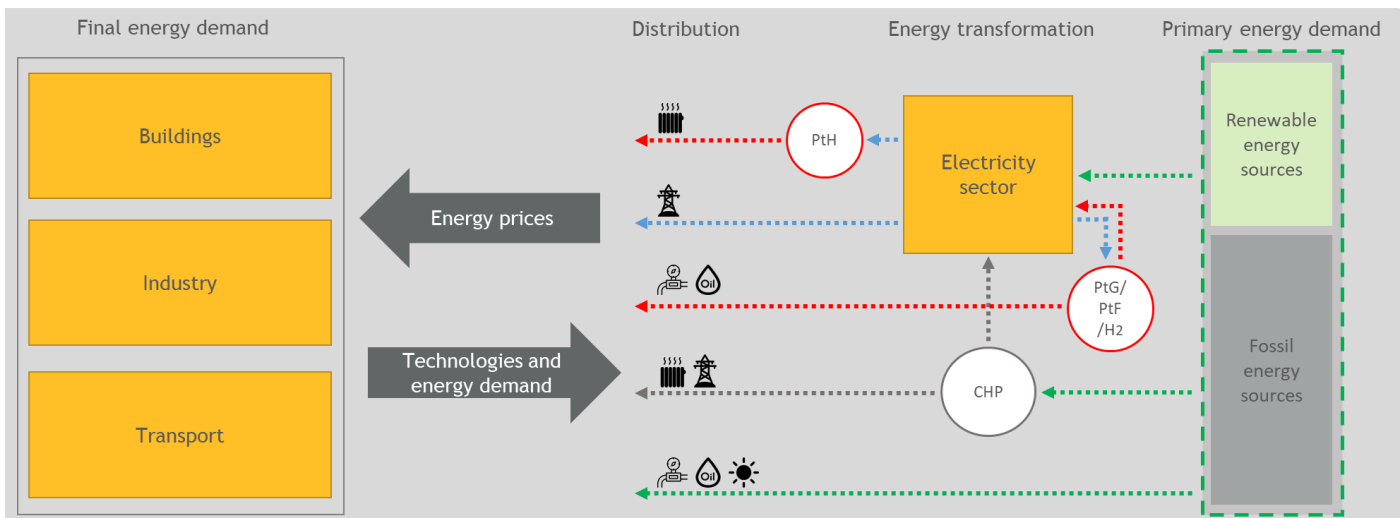 Final energy demand
Distribution
Energy transformation
Primary energy demand
Buildings
Industry
Transport
Energy prices
Technologies and
energy demand
PtH
Electricity
sector
PtG/
PtF
/H2
CHP
Oil
Oil
Renewable
energy
sources
Fossil
energy
sources